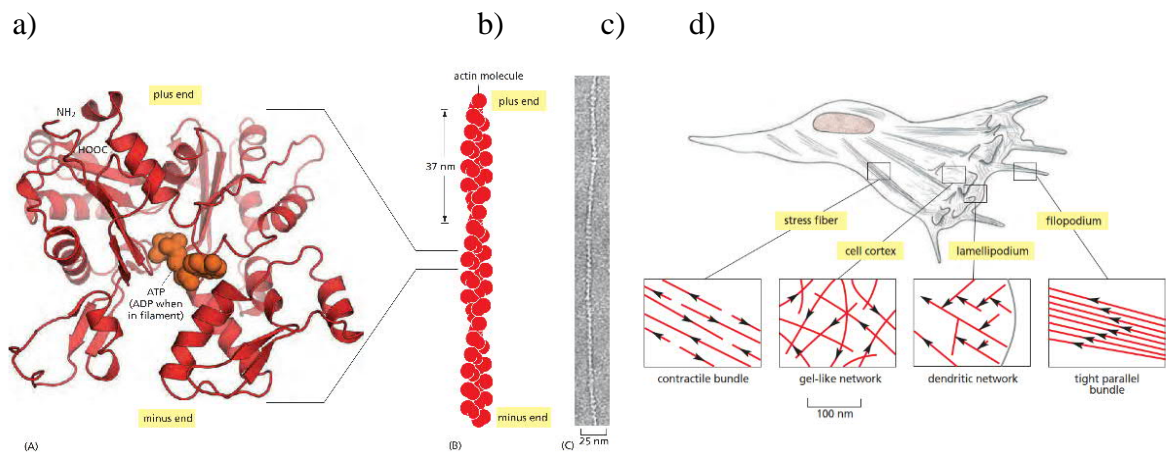 a)
b)
c)
d)
plus end
NH₂
HOOC
ATP
(ADP when
in filament)
minus end
(A)
actin molecule
plus end
37 nm
minus end
(B)
(C)
25 nm
stress fiber
cell cortex
lamellipodium
filopodium
contractile bundle
gel-like network
dendritic network
tight parallel
bundle
100 nm